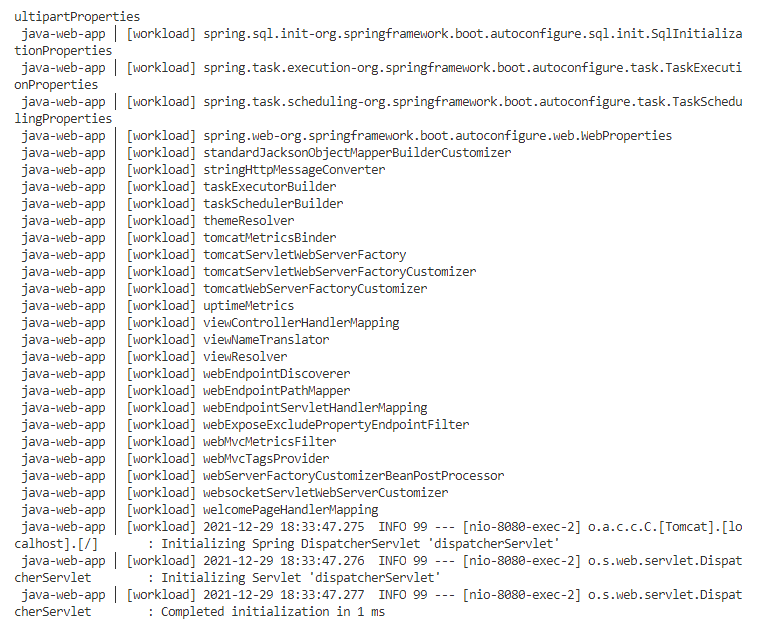 ultipartProperties
java-web-app │ [workload] spring.sql.init-org.springframework.boot.autoconfigure.sql.init.SqlInitializa
tionProperties
java-web-app │ [workload] spring.task.execution-org.springframework.boot.autoconfigure.task.TaskExecuti
onProperties
java-web-app │ [workload] spring.task.scheduling-org.springframework.boot.autoconfigure.task.TaskSchedu
lingProperties
java-web-app │ [workload] spring.web-org.springframework.boot.autoconfigure.web.WebProperties
java-web-app │ [workload] standardJacksonObjectMapperBuilderCustomizer
java-web-app │ [workload] stringHttpMessageConverter
java-web-app │ [workload] taskExecutorBuilder
java-web-app │ [workload] taskSchedulerBuilder
java-web-app │ [workload] themeResolver
java-web-app │ [workload] tomcatMetricsBinder
java-web-app │ [workload] tomcatServletWebServerFactory
java-web-app │ [workload] tomcatServletWebServerFactoryCustomizer
java-web-app │ [workload] tomcatWebServerFactoryCustomizer
java-web-app │ [workload] uptimeMetrics
java-web-app │ [workload] viewControllerHandlerMapping
java-web-app │ [workload] viewNameTranslator
java-web-app │ [workload] viewResolver
java-web-app │ [workload] webEndpointDiscoverer
java-web-app │ [workload] webEndpointPathMapper
java-web-app │ [workload] webEndpointServletHandlerMapping
java-web-app │ [workload] webExposeExcludePropertyEndpointFilter
java-web-app │ [workload] webMvcMetricsFilter
java-web-app │ [workload] webMvcTagsProvider
java-web-app │ [workload] webServerFactoryCustomizerBeanPostProcessor
java-web-app │ [workload] websocketServletWebServerCustomizer
java-web-app │ [workload] welcomePageHandlerMapping
java-web-app │ [workload] 2021-12-29 18:33:47.275  INFO 99 --- [nio-8080-exec-2] o.a.c.c.C.[Tomcat].[lo
calhost].[/]       : Initializing Spring DispatcherServlet 'dispatcherServlet'
java-web-app │ [workload] 2021-12-29 18:33:47.276  INFO 99 --- [nio-8080-exec-2] o.s.web.servlet.Dispat
cherServlet        : Initializing Servlet 'dispatcherServlet'
java-web-app │ [workload] 2021-12-29 18:33:47.277  INFO 99 --- [nio-8080-exec-2] o.s.web.servlet.Dispat
cherServlet        : Completed initialization in 1 ms